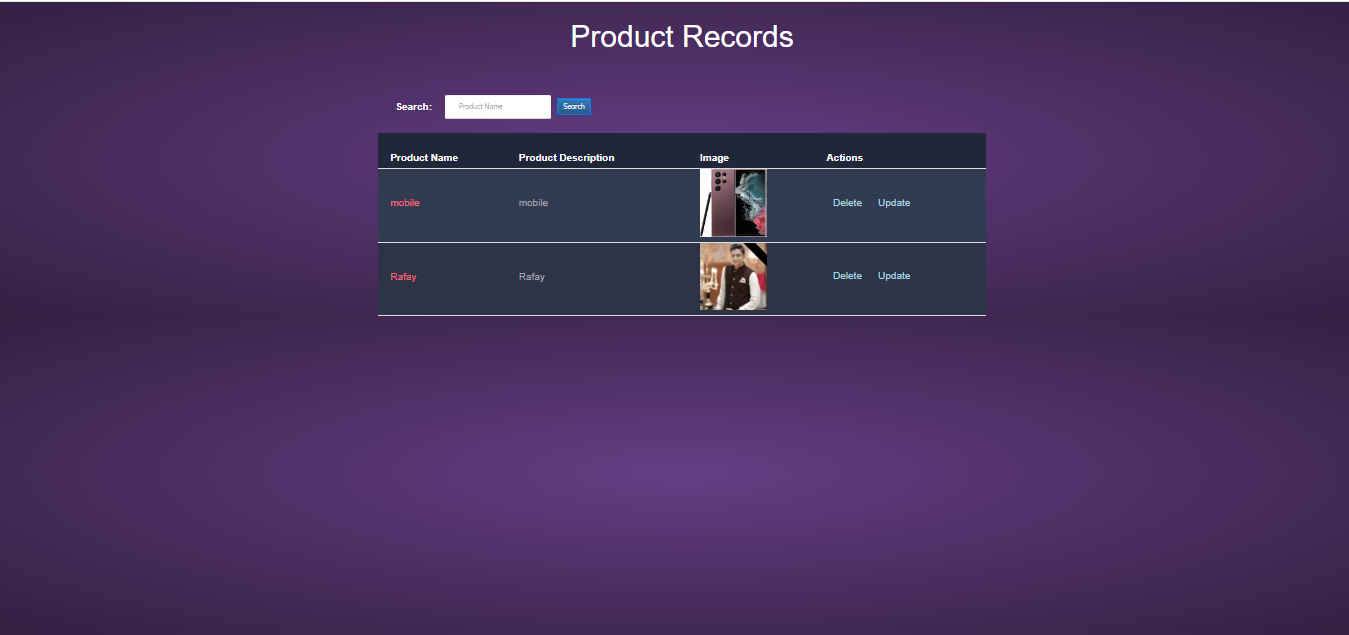 Product Records
Search: Product Name Search
Product Name Product Description Image Actions
mobile mobile Delete Update
Rafay Rafay Delete Update